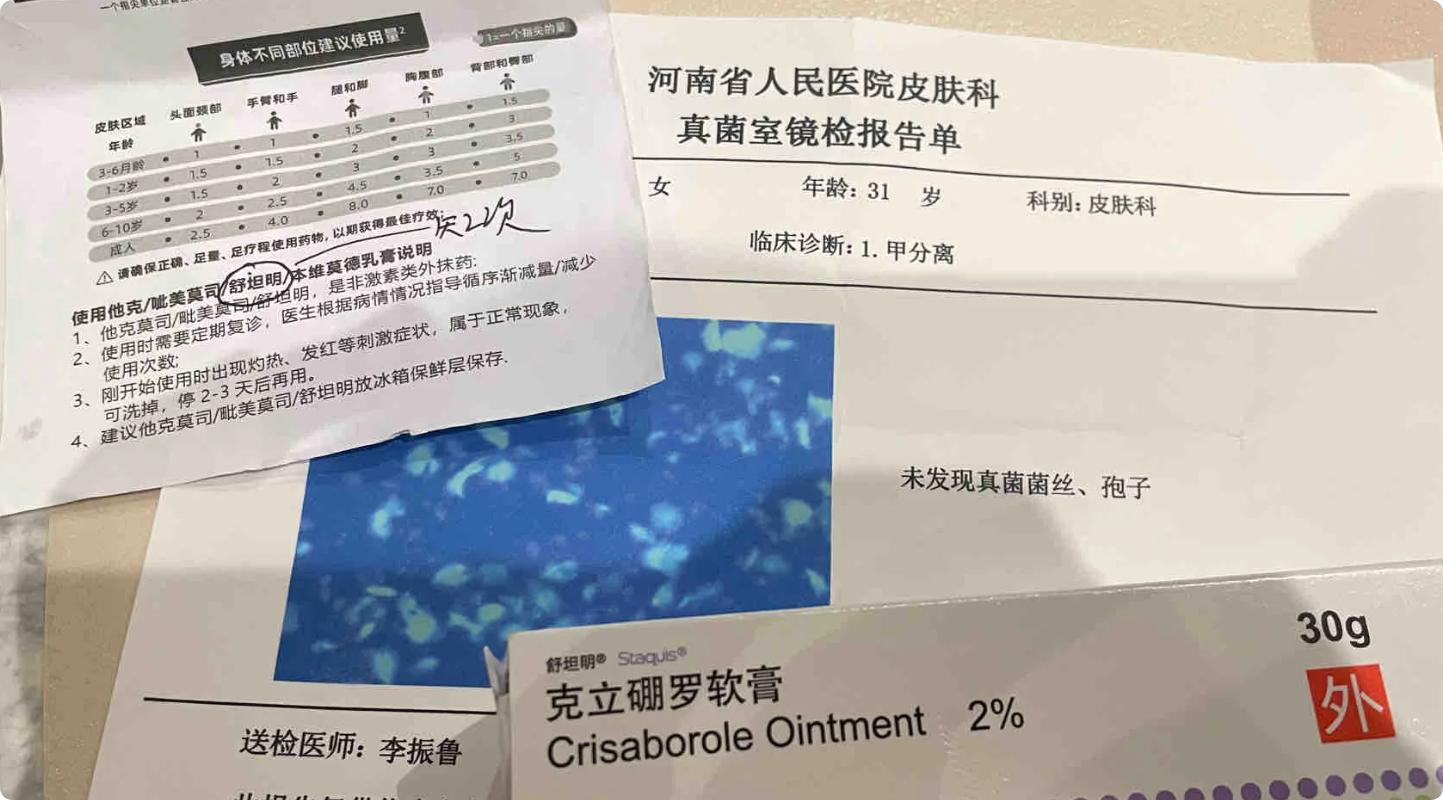 身体不同部位建议使用量2
1=一个指尖的量
皮肤区域 头面颈部 手臂和手 腿和脚 胸腹部 背部和臀部
年龄
3-6月龄 • 1 • 1 • 1.5 • 1 • 1.5
1-2岁 • 1.5 • 1.5 • 2 • 2 • 3
3-5岁 • 1.5 • 2 • 3 • 3 • 3.5
6-10岁 • 2 • 2.5 • 4.5 • 3.5 • 5
成人 • 2.5 • 4.0 • 8.0 • 7.0 • 7.0
请确保正确、足量、足疗程使用药物，以期获得最佳疗效;
使用他克/吡美莫司/舒坦明/本维莫德乳膏说明
1、他克莫司/吡美莫司/舒坦明，是非激素类外抹药;
2、使用时需要定期复诊，医生根据病情情况指导循序渐减量/减少
使用次数;
3、刚开始使用时出现灼热、发红等刺激症状，属于正常现象，
可洗掉，停 2-3 天后再用。
4、建议他克莫司/吡美莫司/舒坦明放冰箱保鲜层保存.
河南省人民医院皮肤科
真菌室镜检报告单
女 年龄: 31 岁 科别: 皮肤科
临床诊断: 1. 甲分离
未发现真菌菌丝、孢子
送检医师: 李振鲁
舒坦明® Staquis®
克立硼罗软膏
Crisaborole Ointment 2%
30g
外